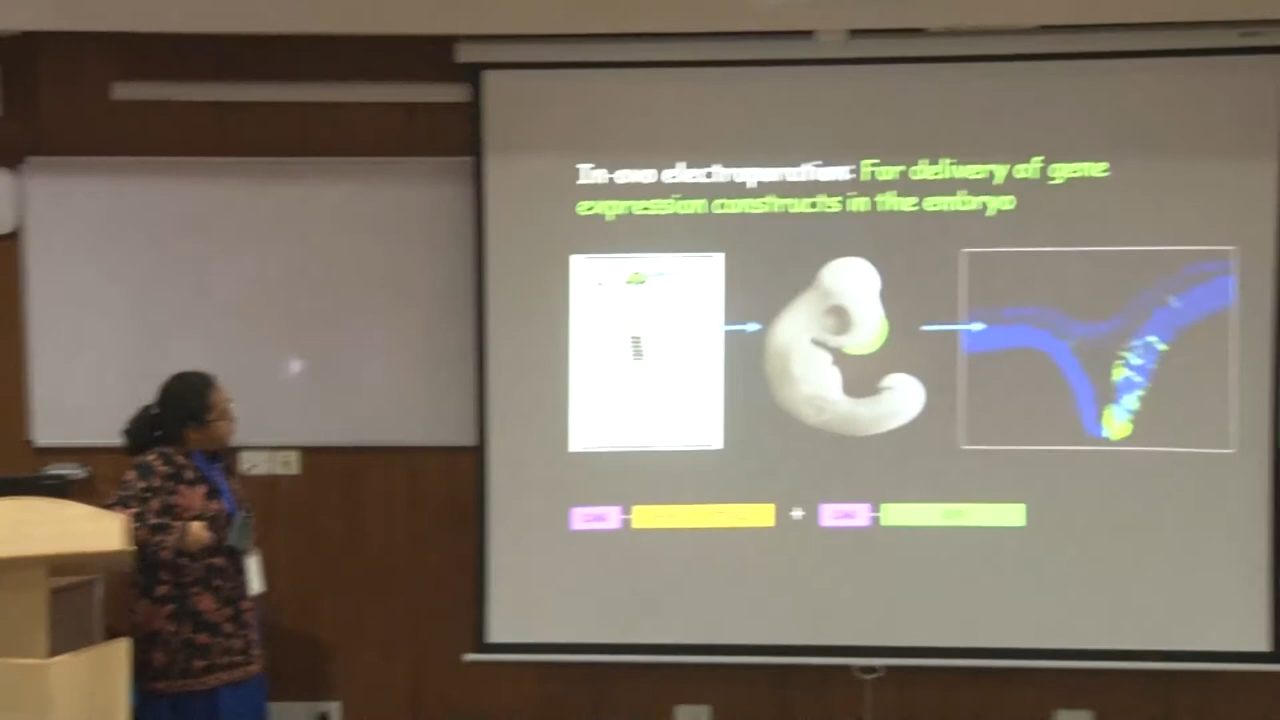 In-ovo electroporation: For delivery of gene
expression constructs in the embryo
+